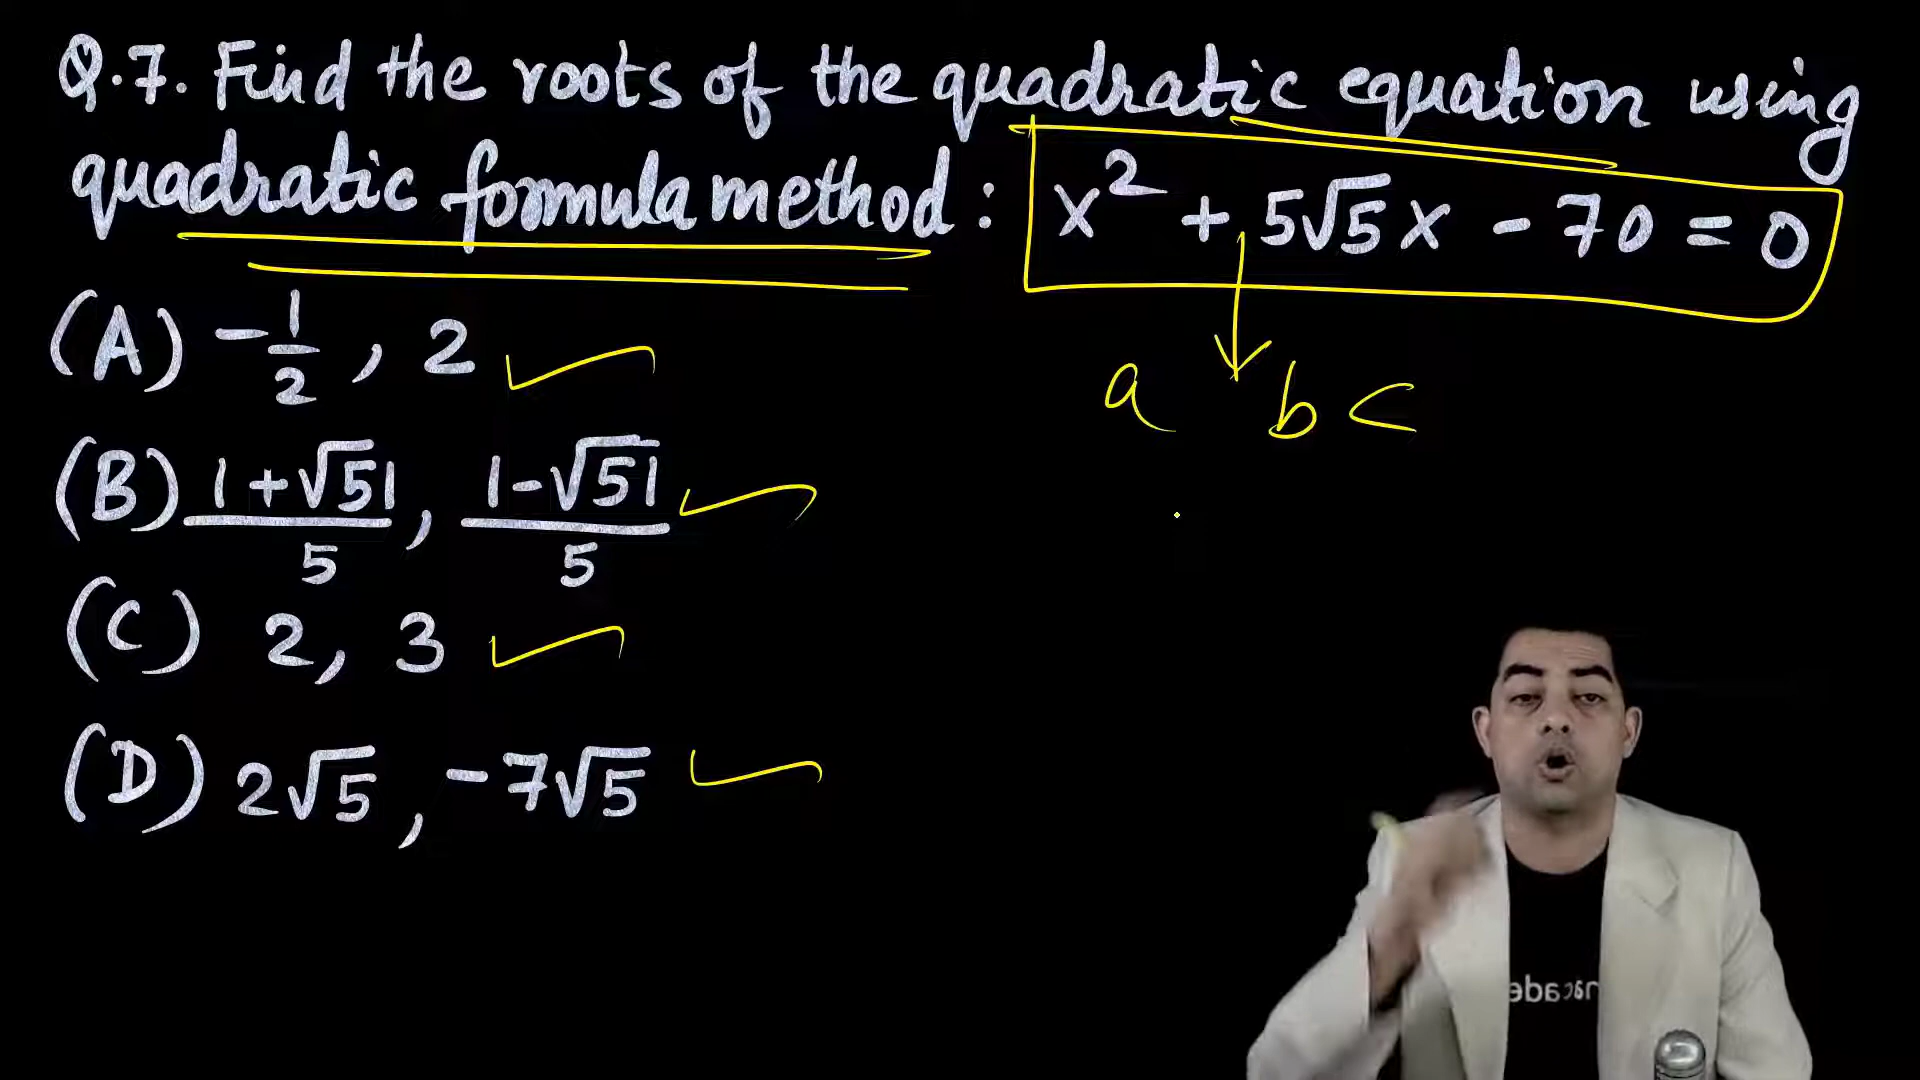 Q.7. Find the roots of the quadratic equation using
quadratic formula method : x² + 5√5x - 70 = 0
(A) -1/2 , 2
a b c
(B) 1+√51/5 , 1-√51/5
(C) 2, 3
(D) 2√5 , -7√5